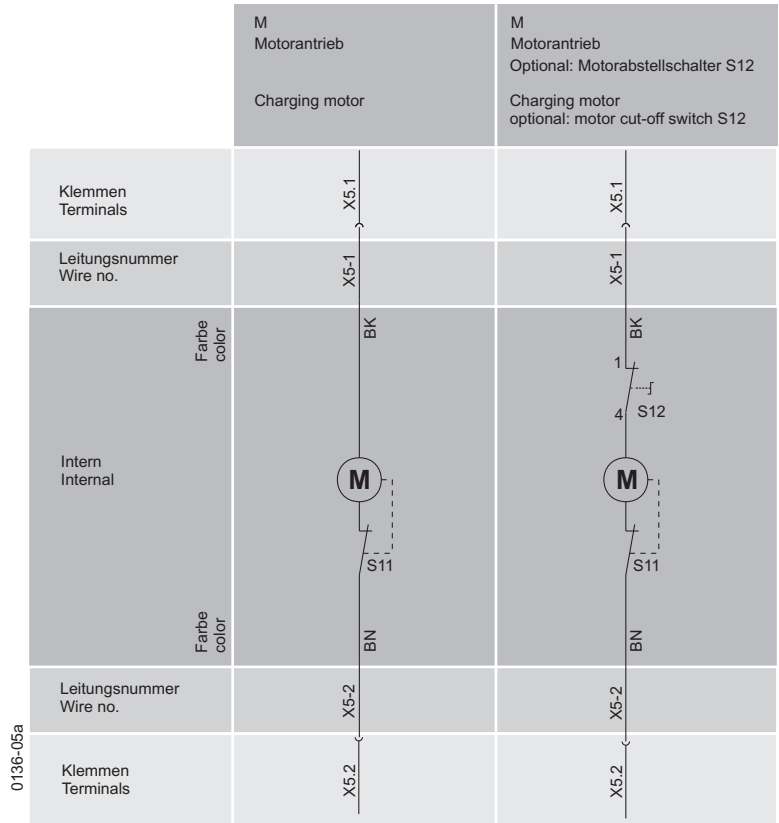 M
Motorantrieb
Charging motor
M
Motorantrieb
Optional: Motorabstellschalter S12
Charging motor
optional: motor cut-off switch S12
Klemmen
Terminals
X5.1
X5.1
Leitungsnummer
Wire no.
X5-1
X5-1
Farbe
color
BK
BK
1
4
S12
Intern
Internal
M
M
S11
S11
Farbe
color
BN
BN
Leitungsnummer
Wire no.
X5-2
X5-2
Klemmen
Terminals
X5.2
X5.2
0136-05a